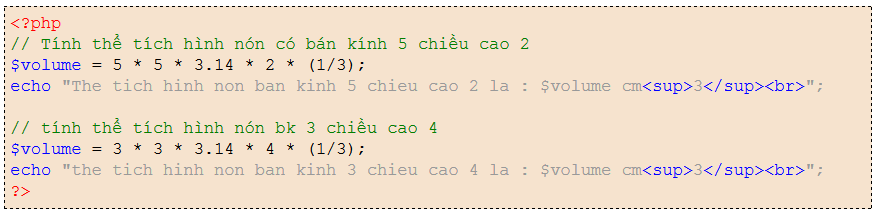 <?php
// Tính thể tích hình nón có bán kính 5 chiều cao 2
$volume = 5 * 5 * 3.14 * 2 * (1/3);
echo "The tich hinh non ban kinh 5 chieu cao 2 la : $volume cm<sup>3</sup><br>";
// tính thể tích hình nón bk 3 chiều cao 4
$volume = 3 * 3 * 3.14 * 4 * (1/3);
echo "the tich hinh non ban kinh 3 chieu cao 4 la : $volume cm<sup>3</sup><br>";
?>